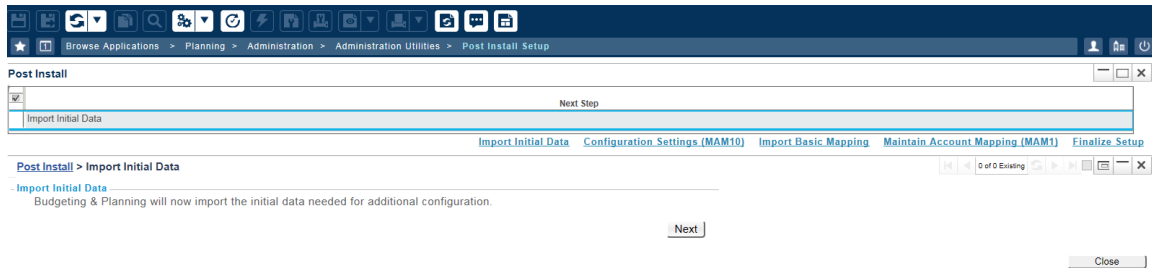 Browse Applications > Planning > Administration > Administration Utilities > Post Install Setup
Post Install
Next Step
Import Initial Data
Import Initial Data Configuration Settings (MAM10) Import Basic Mapping Maintain Account Mapping (MAM1) Finalize Setup
Post Install > Import Initial Data
0 of 0 Existing
Import Initial Data
Budgeting & Planning will now import the initial data needed for additional configuration.
Next
Close